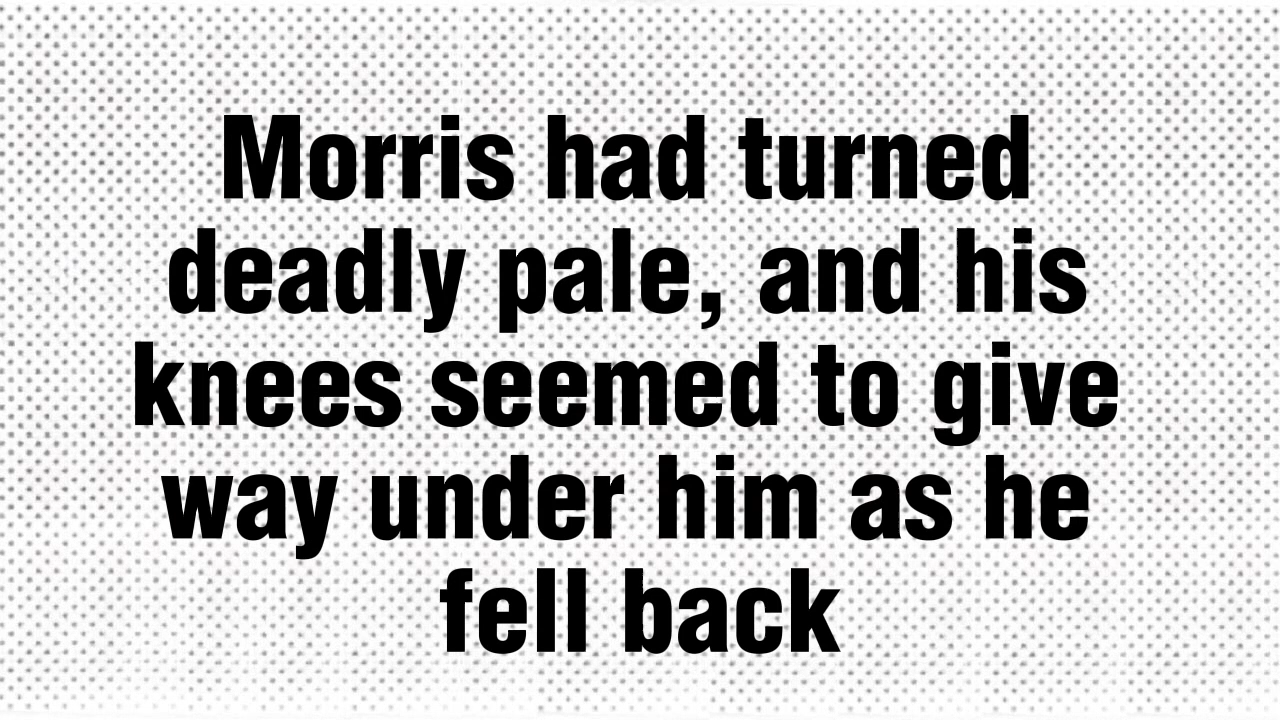 Morris had turned
deadly pale, and his
knees seemed to give
way under him as he
fell back